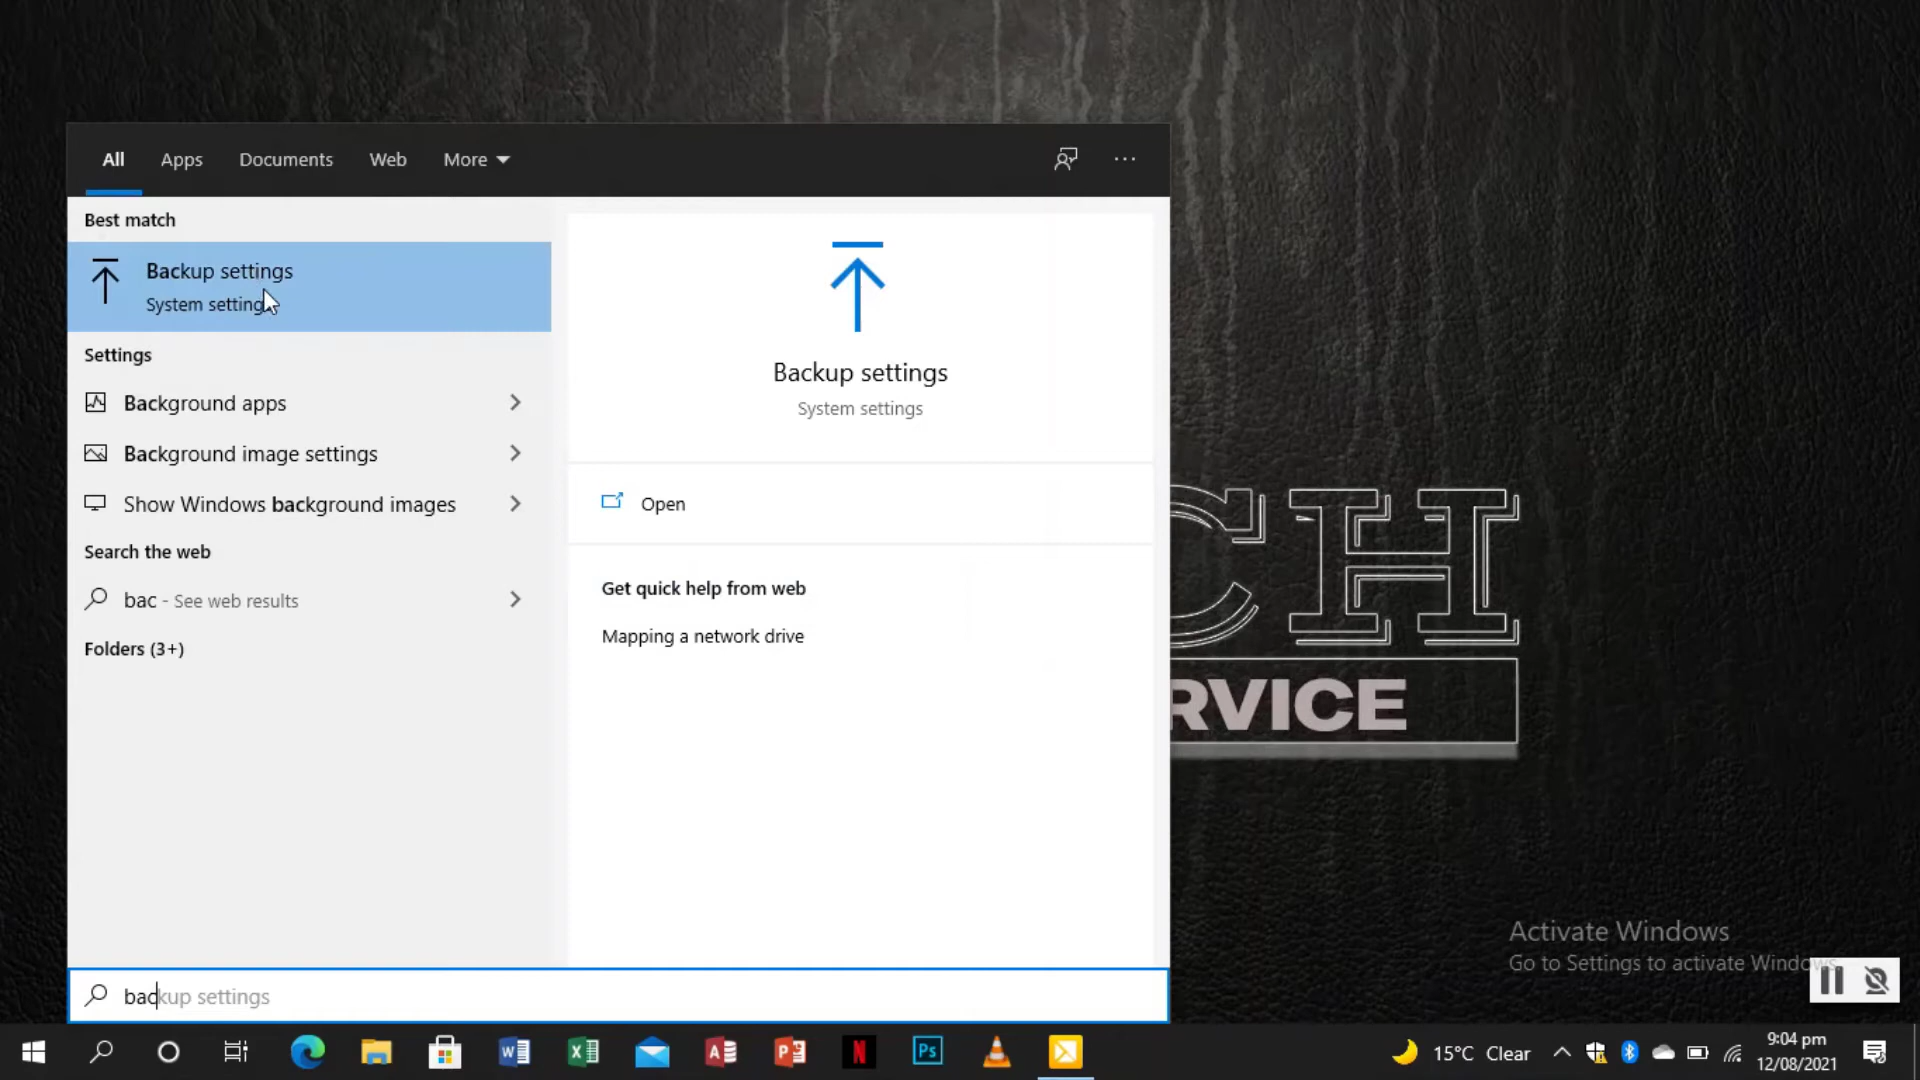 All Apps Documents Web More
Best match
Backup settings
System setting
Settings
Background apps
Background image settings
Show Windows background images
Search the web
bac - See web results
Folders (3+)
Backup settings
System settings
Open
Get quick help from web
Mapping a network drive
CH
RVICE
Activate Windows
Go to Settings to activate Windows.
backup settings
15°C Clear
9:04 pm
12/08/2021
Ps